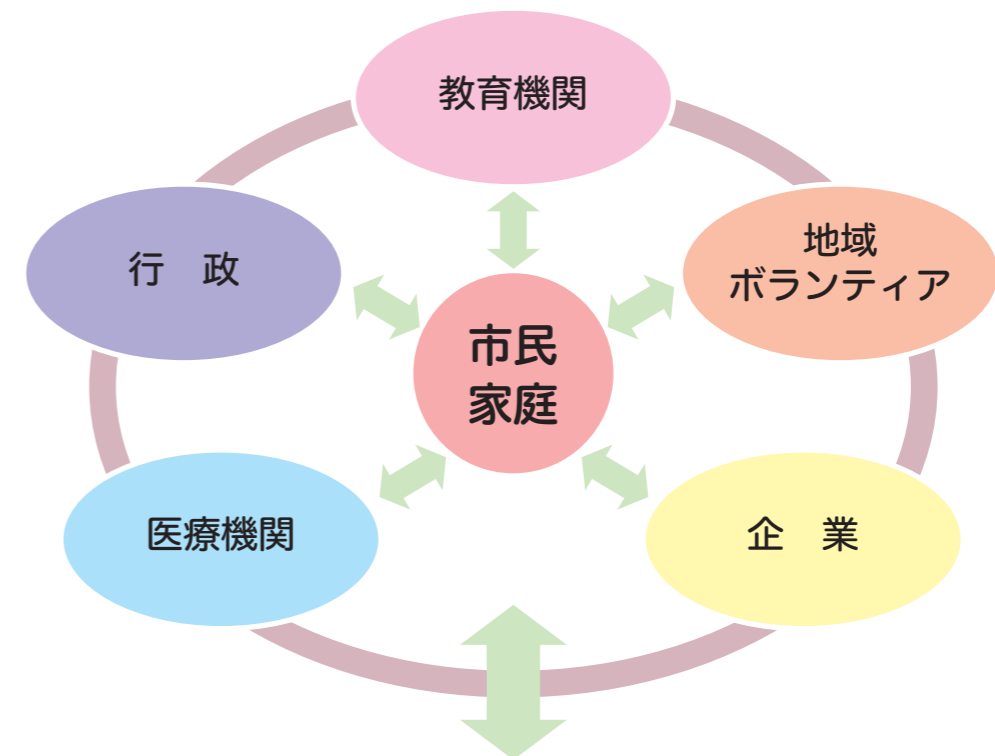 教育機関
行　政
地域
ボランティア
市民
家庭
医療機関
企　業